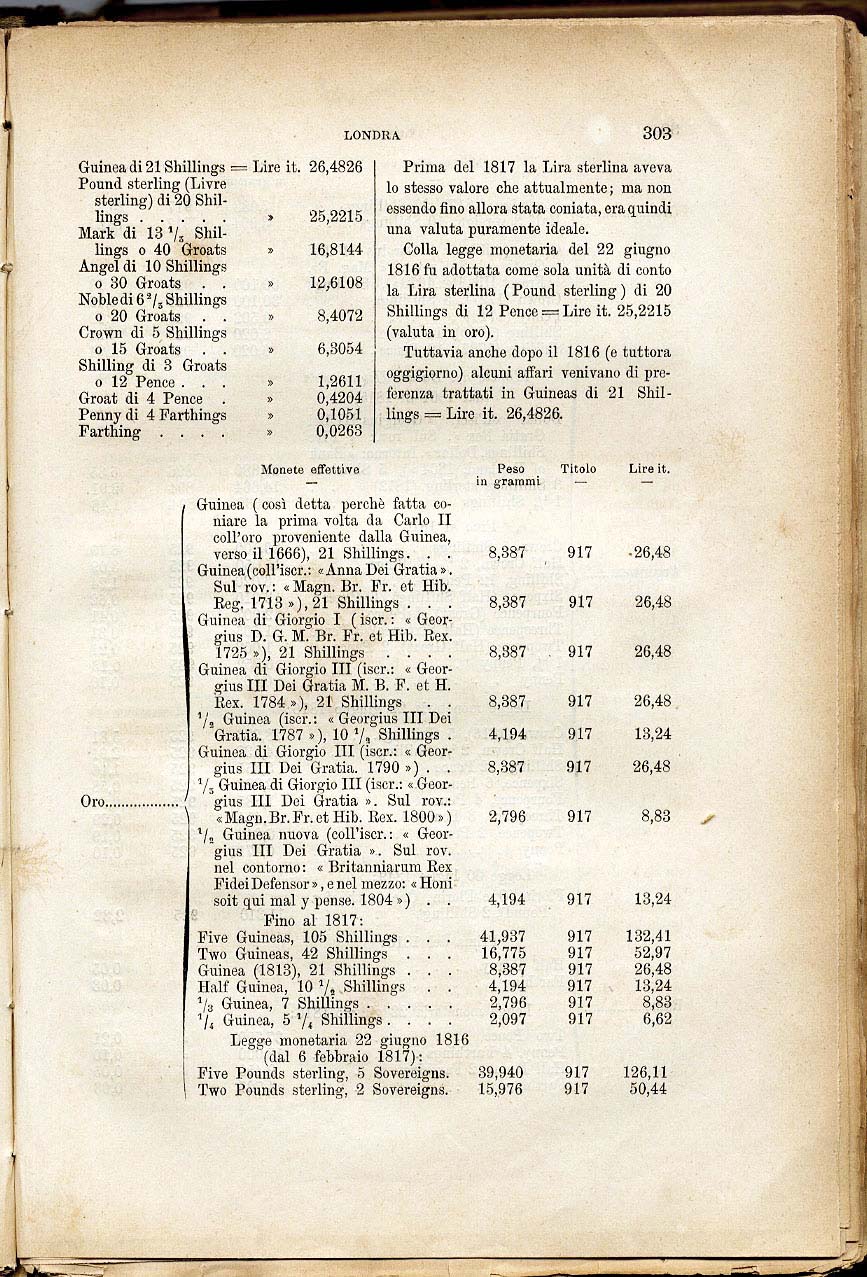 LONDRA 303
Guinea di 21 Shillings = Lire it. 26,4826
Pound sterling (Livre
sterling) di 20 Shil-
lings . . . . . » 25,2215
Mark di 13 1/3 Shil-
lings o 40 Groats » 16,8144
Angel di 10 Shillings
o 30 Groats . . » 12,6108
Noble di 6 2/3 Shillings
o 20 Groats . . » 8,4072
Crown di 5 Shillings
o 15 Groats . . » 6,3054
Shilling di 3 Groats
o 12 Pence . . . » 1,2611
Groat di 4 Pence . » 0,4204
Penny di 4 Farthings » 0,1051
Farthing . . . . » 0,0263
Prima del 1817 la Lira sterlina aveva
lo stesso valore che attualmente; ma non
essendo fino allora stata coniata, era quindi
una valuta puramente ideale.
Colla legge monetaria del 22 giugno
1816 fu adottata come sola unità di conto
la Lira sterlina (Pound sterling) di 20
Shillings di 12 Pence = Lire it. 25,2215
(valuta in oro).
Tuttavia anche dopo il 1816 (e tuttora
oggigiorno) alcuni affari venivano di pre-
ferenza trattati in Guineas di 21 Shil-
lings = Lire it. 26,4826.
Monete effettive Peso Titolo Lire it.
— in grammi — —
Guinea (così detta perchè fatta co-
niare la prima volta da Carlo II
coll'oro proveniente dalla Guinea,
verso il 1666), 21 Shillings. . . 8,387 917 26,48
Guinea (coll'iscr.: «Anna Dei Gratia».
Sul rov.: «Magn. Br. Fr. et Hib.
Reg. 1713»), 21 Shillings . . . 8,387 917 26,48
Guinea di Giorgio I (iscr.: «Geor-
gius D. G. M. Br. Fr. et Hib. Rex.
1725»), 21 Shillings . . . . 8,387 917 26,48
Guinea di Giorgio III (iscr.: «Geor-
gius III Dei Gratia M. B. F. et H.
Rex. 1784»), 21 Shillings . . 8,387 917 26,48
1/2 Guinea (iscr.: «Georgius III Dei
Gratia. 1787»), 10 1/2 Shillings . 4,194 917 13,24
Guinea di Giorgio III (iscr.: «Geor-
gius III Dei Gratia. 1790») . . 8,387 917 26,48
1/3 Guinea di Giorgio III (iscr.: «Geor-
Oro.................. gius III Dei Gratia». Sul rov.:
«Magn. Br. Fr. et Hib. Rex. 1800») 2,796 917 8,83
1/2 Guinea nuova (coll'iscr.: «Geor-
gius III Dei Gratia». Sul rov.
nel contorno: «Britanniarum Rex
Fidei Defensor», e nel mezzo: «Honi
soit qui mal y pense. 1804») . . 4,194 917 13,24
Fino al 1817:
Five Guineas, 105 Shillings . . . 41,937 917 132,41
Two Guineas, 42 Shillings . . . 16,775 917 52,97
Guinea (1813), 21 Shillings . . . 8,387 917 26,48
Half Guinea, 10 1/2 Shillings . . 4,194 917 13,24
1/3 Guinea, 7 Shillings . . . . . 2,796 917 8,83
1/4 Guinea, 5 1/4 Shillings . . . . 2,097 917 6,62
Legge monetaria 22 giugno 1816
(dal 6 febbraio 1817):
Five Pounds sterling, 5 Sovereigns. 39,940 917 126,11
Two Pounds sterling, 2 Sovereigns. 15,976 917 50,44